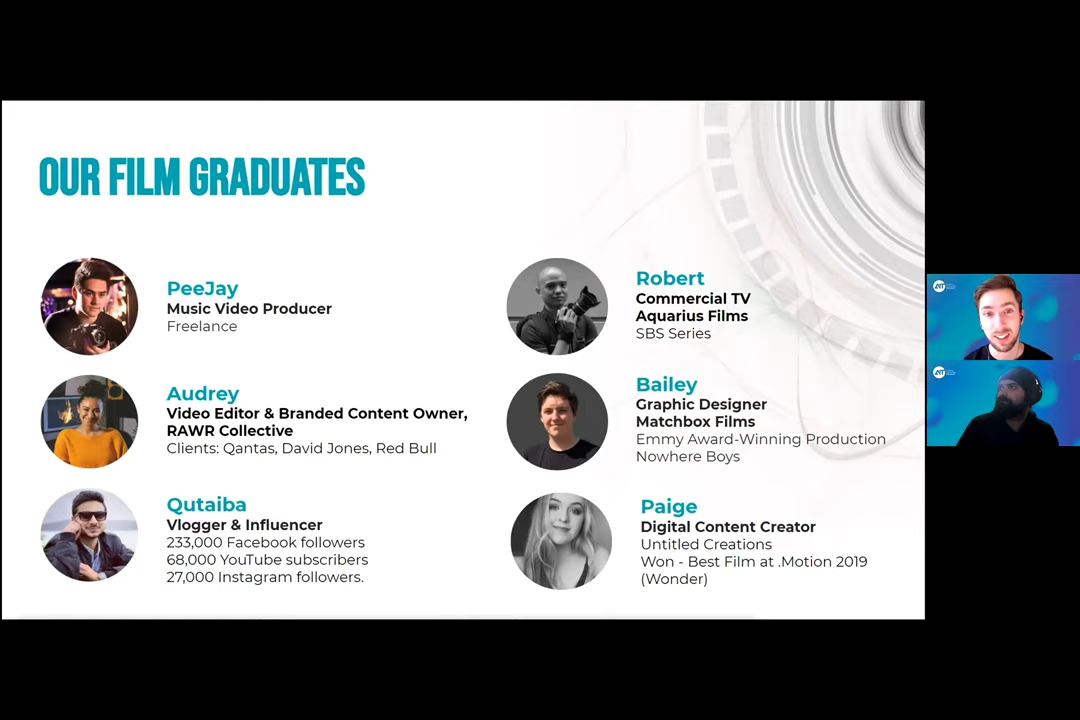 OUR FILM GRADUATES
PeeJay
Music Video Producer
Freelance
Audrey
Video Editor & Branded Content Owner,
RAWR Collective
Clients: Qantas, David Jones, Red Bull
Qutaiba
Vlogger & Influencer
233,000 Facebook followers
68,000 YouTube subscribers
27,000 Instagram followers.
Robert
Commercial TV
Aquarius Films
SBS Series
Bailey
Graphic Designer
Matchbox Films
Emmy Award-Winning Production
Nowhere Boys
Paige
Digital Content Creator
Untitled Creations
Won - Best Film at .Motion 2019
(Wonder)
AIT
AIT